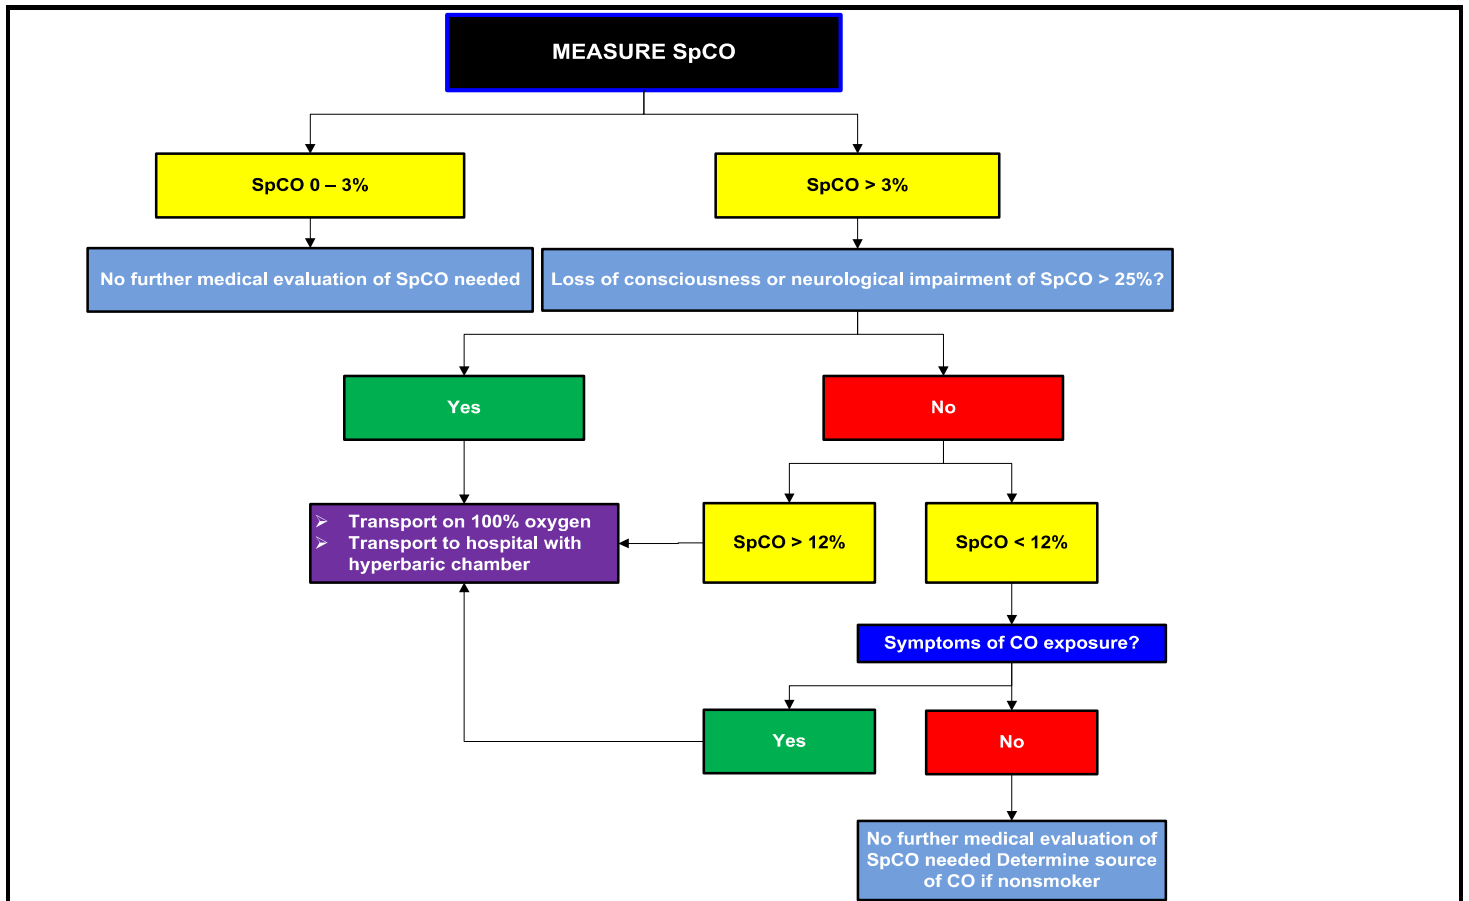 MEASURE SpCO
SpCO 0 – 3%
SpCO > 3%
No further medical evaluation of SpCO needed
Loss of consciousness or neurological impairment of SpCO > 25%?
Yes
No
➢ Transport on 100% oxygen
➢ Transport to hospital with
hyperbaric chamber
SpCO > 12%
SpCO < 12%
Symptoms of CO exposure?
Yes
No
No further medical evaluation of
SpCO needed Determine source
of CO if nonsmoker